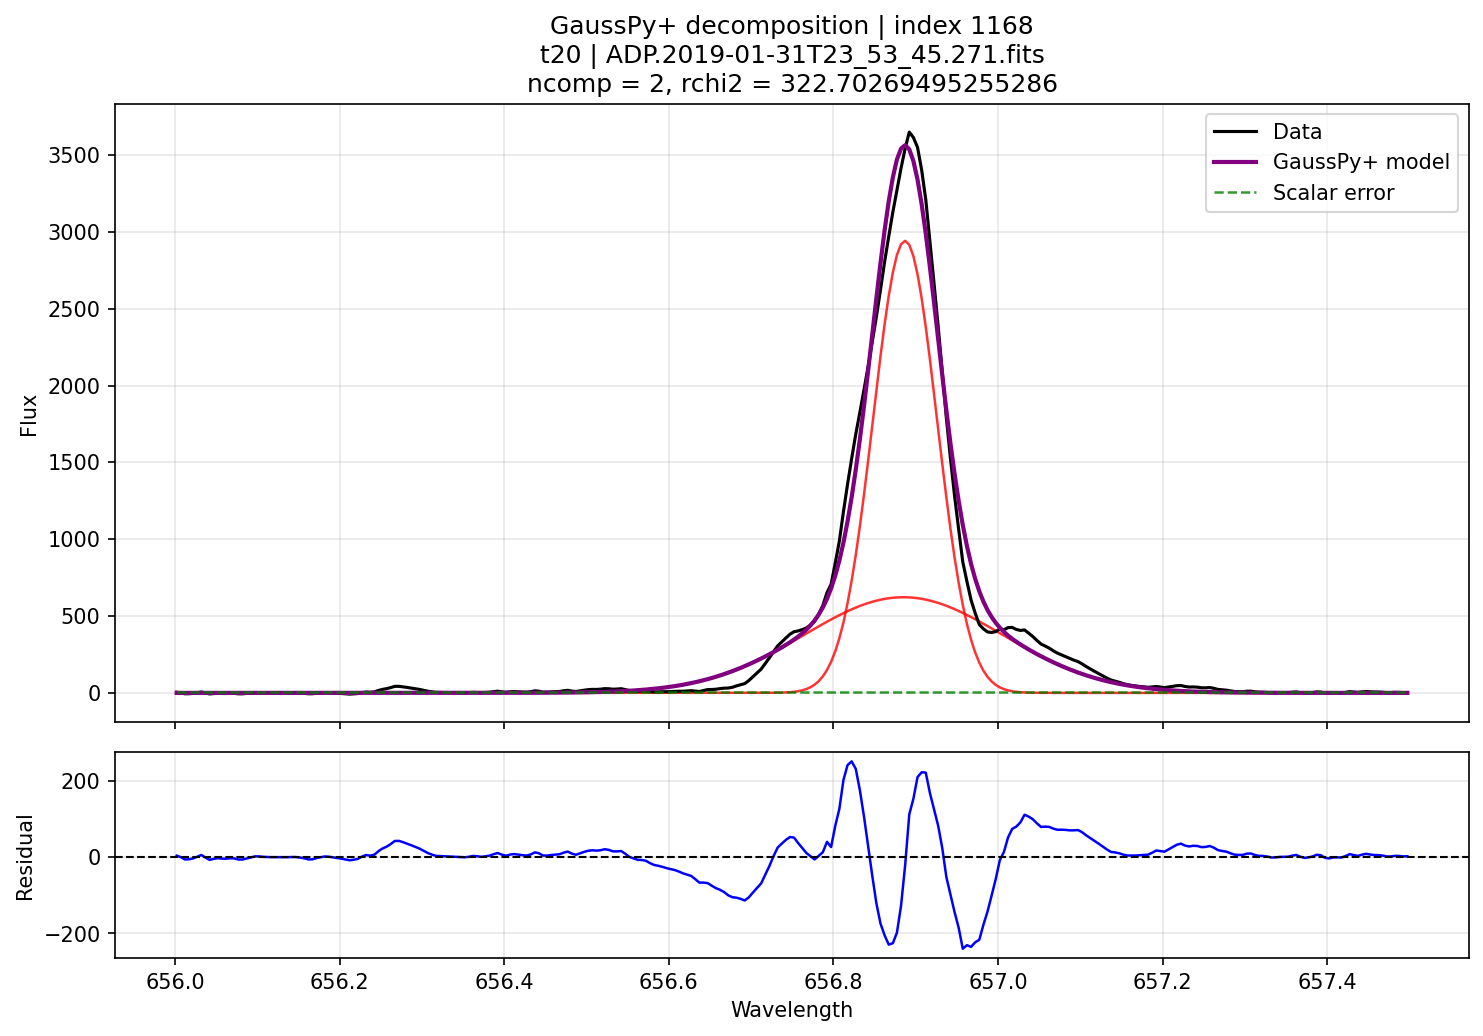 GaussPy+ decomposition | index 1168
t20 | ADP.2019-01-31T23_53_45.271.fits
ncomp = 2, rchi2 = 322.70269495255286
Data
GaussPy+ model
Scalar error
Flux
3500
3000
2500
2000
1500
1000
500
0
Residual
200
0
−200
656.0
656.2
656.4
656.6
656.8
657.0
657.2
657.4
Wavelength